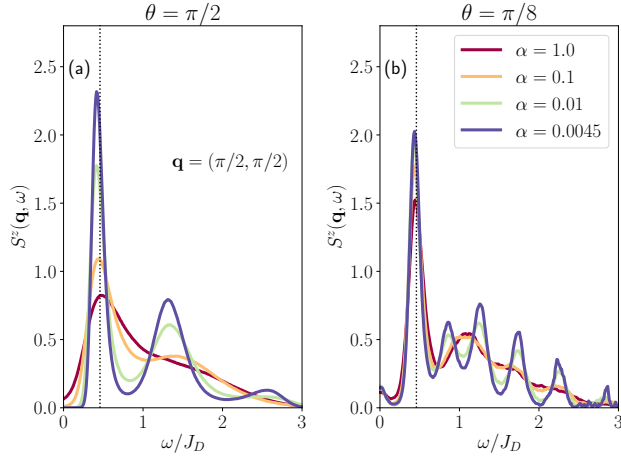 θ = π/2
θ = π/8
(a)
q = (π/2, π/2)
S^z(q, ω)
2.5
2.0
1.5
1.0
0.5
0.0
0
1
2
3
ω/J_D
(b)
α = 1.0
α = 0.1
α = 0.01
α = 0.0045
S^z(q, ω)
2.5
2.0
1.5
1.0
0.5
0.0
0
1
2
3
ω/J_D